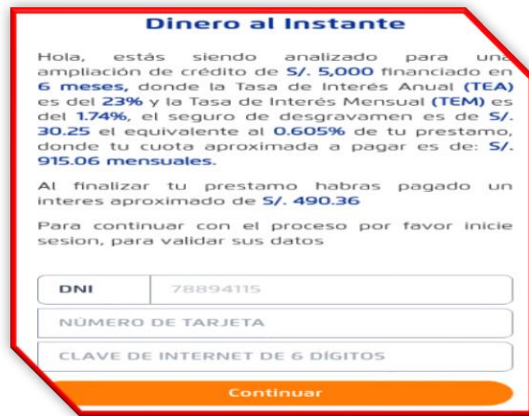 Dinero al Instante
Hola, estás siendo analizado para una
ampliación de crédito de S/. 5,000 financiado en
6 meses, donde la Tasa de Interés Anual (TEA)
es del 23% y la Tasa de Interés Mensual (TEM) es
del 1.74%, el seguro de desgravamen es de S/.
30.25 el equivalente al 0.605% de tu prestamo,
donde tu cuota aproximada a pagar es de: S/.
915.06 mensuales.
Al finalizar tu prestamo habras pagado un
interes aproximado de S/. 490.36
Para continuar con el proceso por favor inicie
sesion, para validar sus datos
DNI 78894115
NÚMERO DE TARJETA
CLAVE DE INTERNET DE 6 DÍGITOS
Continuar